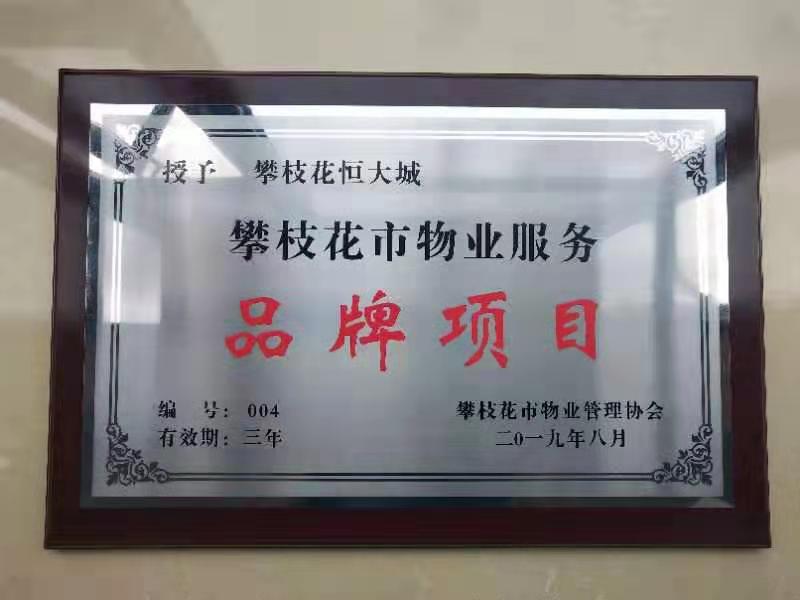 授予 攀枝花恒大城
攀枝花市物业服务
品牌项目
编 号：004
有效期：三年
攀枝花市物业管理协会
二0一九年八月